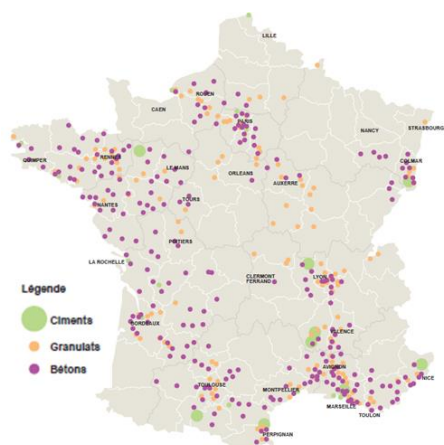 LILLE
ROUEN
CAEN
PARIS
STRASBOURG
NANCY
QUIMPER
RENNES
COLMAR
LE MANS
ORLEANS
AUXERRE
NANTES
TOURS
POITIERS
LA ROCHELLE
CLERMONT
FERRAND
LYON
Légende
Ciments
Granulats
Bétons
BORDEAUX
VALENCE
AVIGNON
NICE
TOULOUSE
MONTPELLIER
MARSEILLE
TOULON
PERPIGNAN